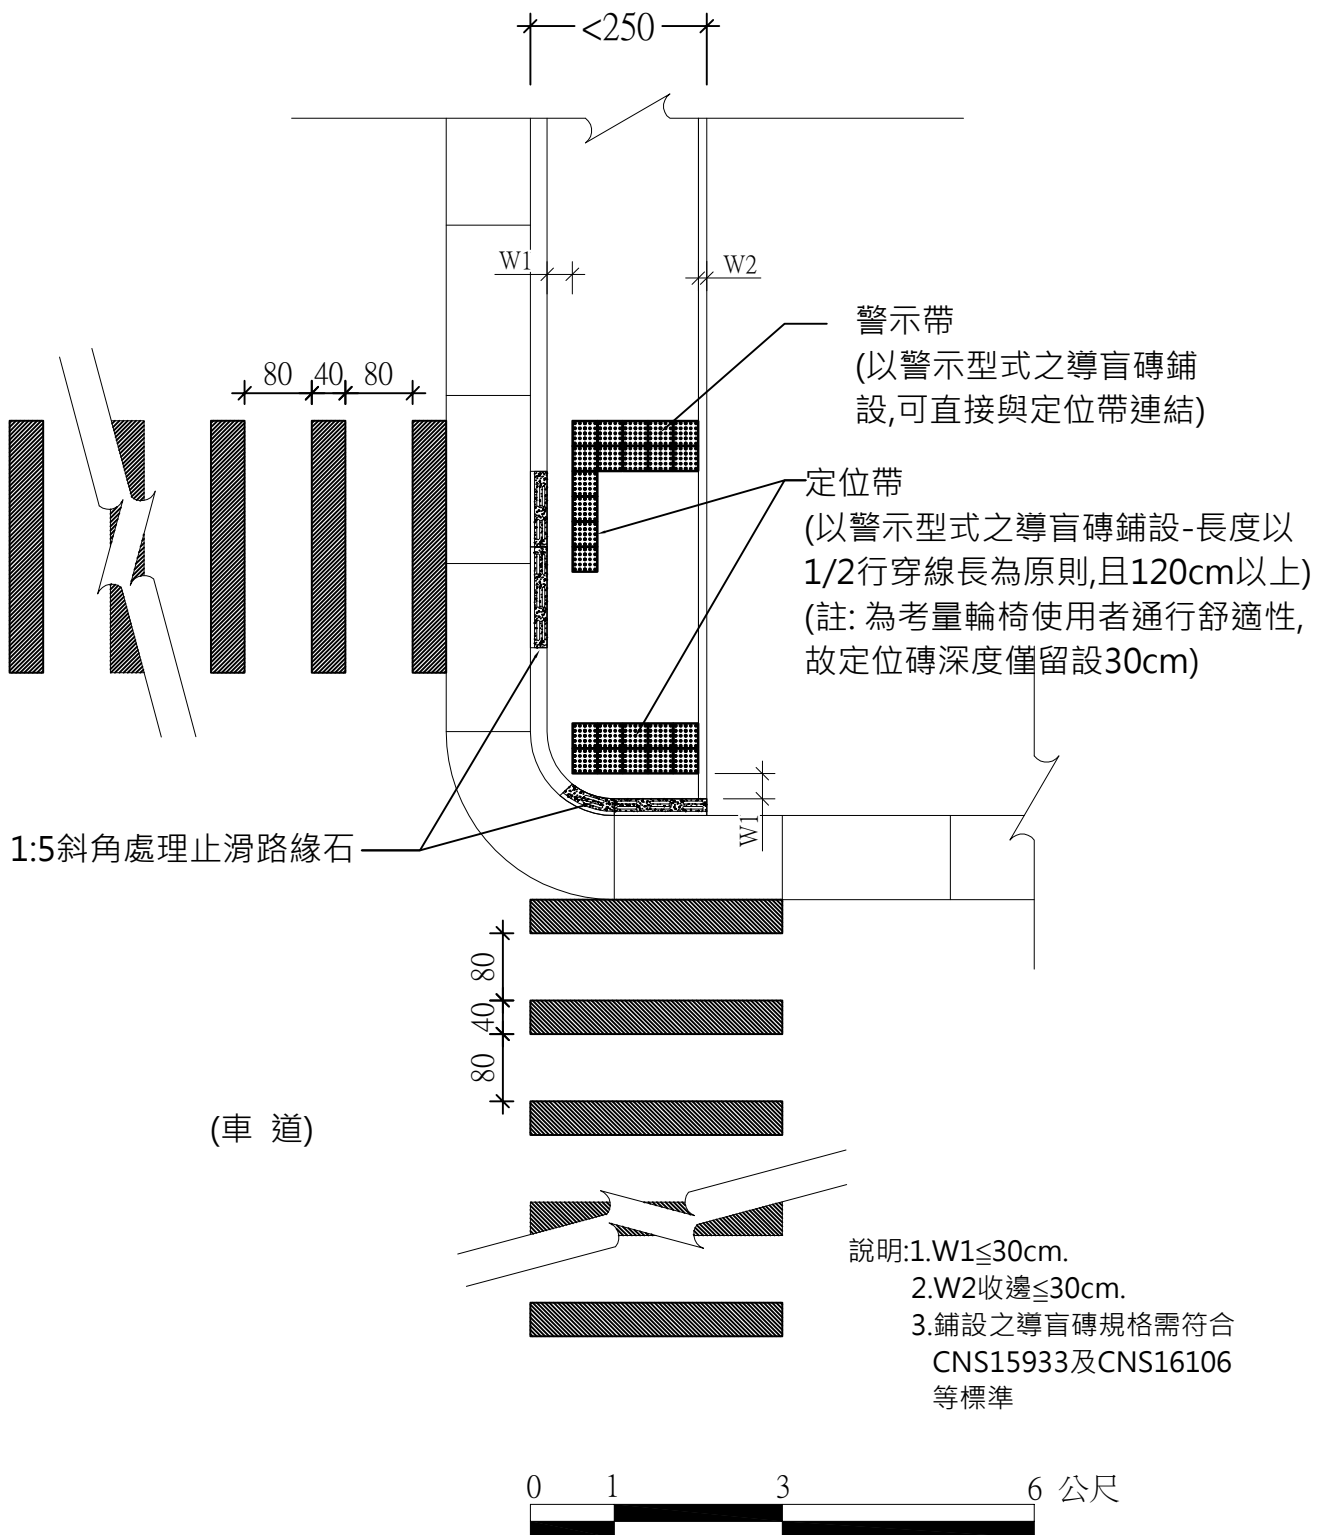 <250
W1
W2
警示帶
(以警示型式之導盲磚鋪
設,可直接與定位帶連結)
80 40 80
定位帶
(以警示型式之導盲磚鋪設-長度以
1/2行穿線長為原則,且120cm以上)
(註: 為考量輪椅使用者通行舒適性,
故定位磚深度僅留設30cm)
W1
1:5斜角處理止滑路緣石
80
40
80
(車 道)
說明:1.W1≦30cm.
2.W2收邊≦30cm.
3.鋪設之導盲磚規格需符合
CNS15933及CNS16106
等標準
0 1 3 6 公尺